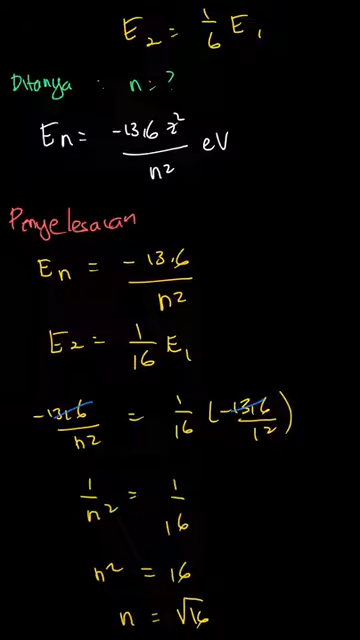 E₂ = 1/6 E₁
Ditanya : n = ?
En = -13,6 z²/n² eV
Penyelesaian
En = -13,6/n²
E₂ = 1/16 E₁
-13,6/n² = 1/16 (-13,6/1²)
1/n² = 1/16
n² = 16
n = √16